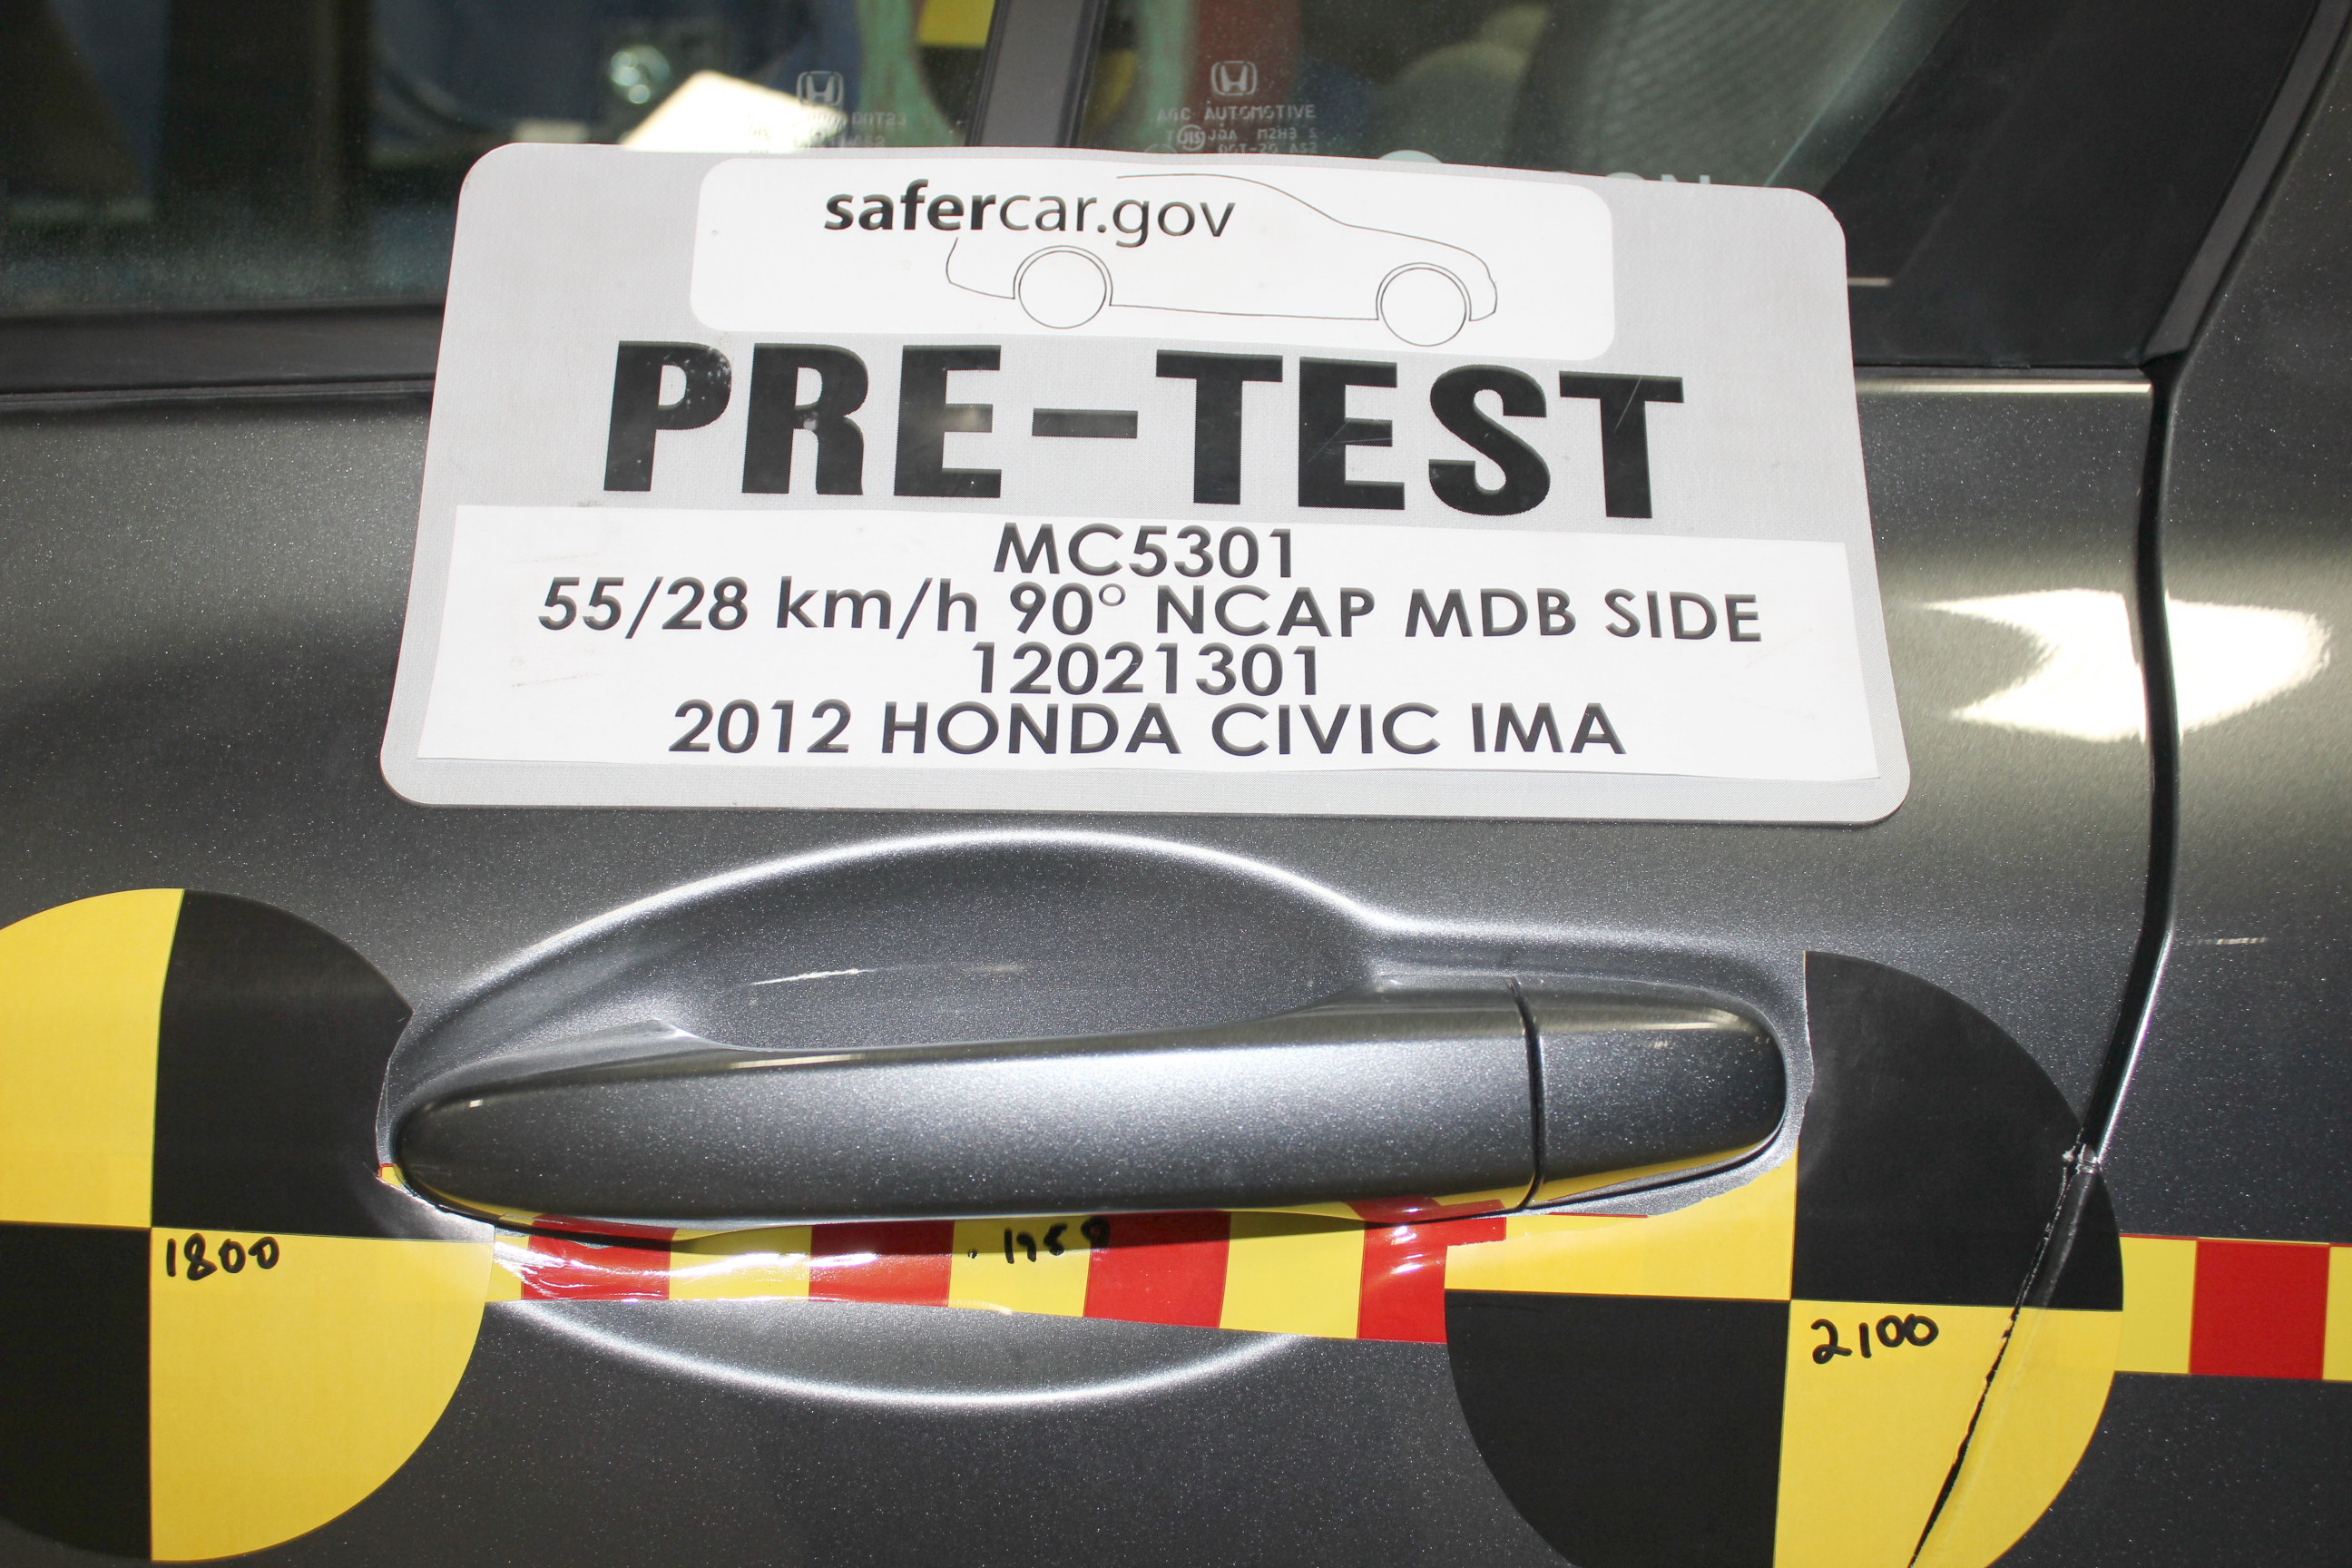 AGC AUTOMOTIVE
safercar.gov
PRE-TEST
MC5301
55/28 km/h 90° NCAP MDB SIDE
12021301
2012 HONDA CIVIC IMA
1800
1950
2100